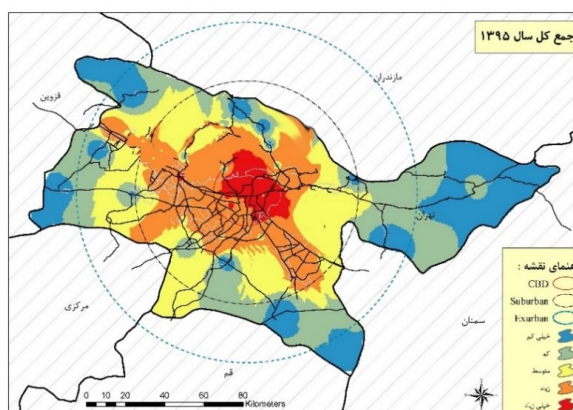 جمع کل سال ۱۳۹۵
مازندران
قزوین
تهران
مرکزی
سمنان
قم
هنمای نقشه :
CBD
Suburban
Exurban
خیلی کم
کم
متوسط
زیاد
خیلی زیاد
0 10 20 40 60 80
Kilometers